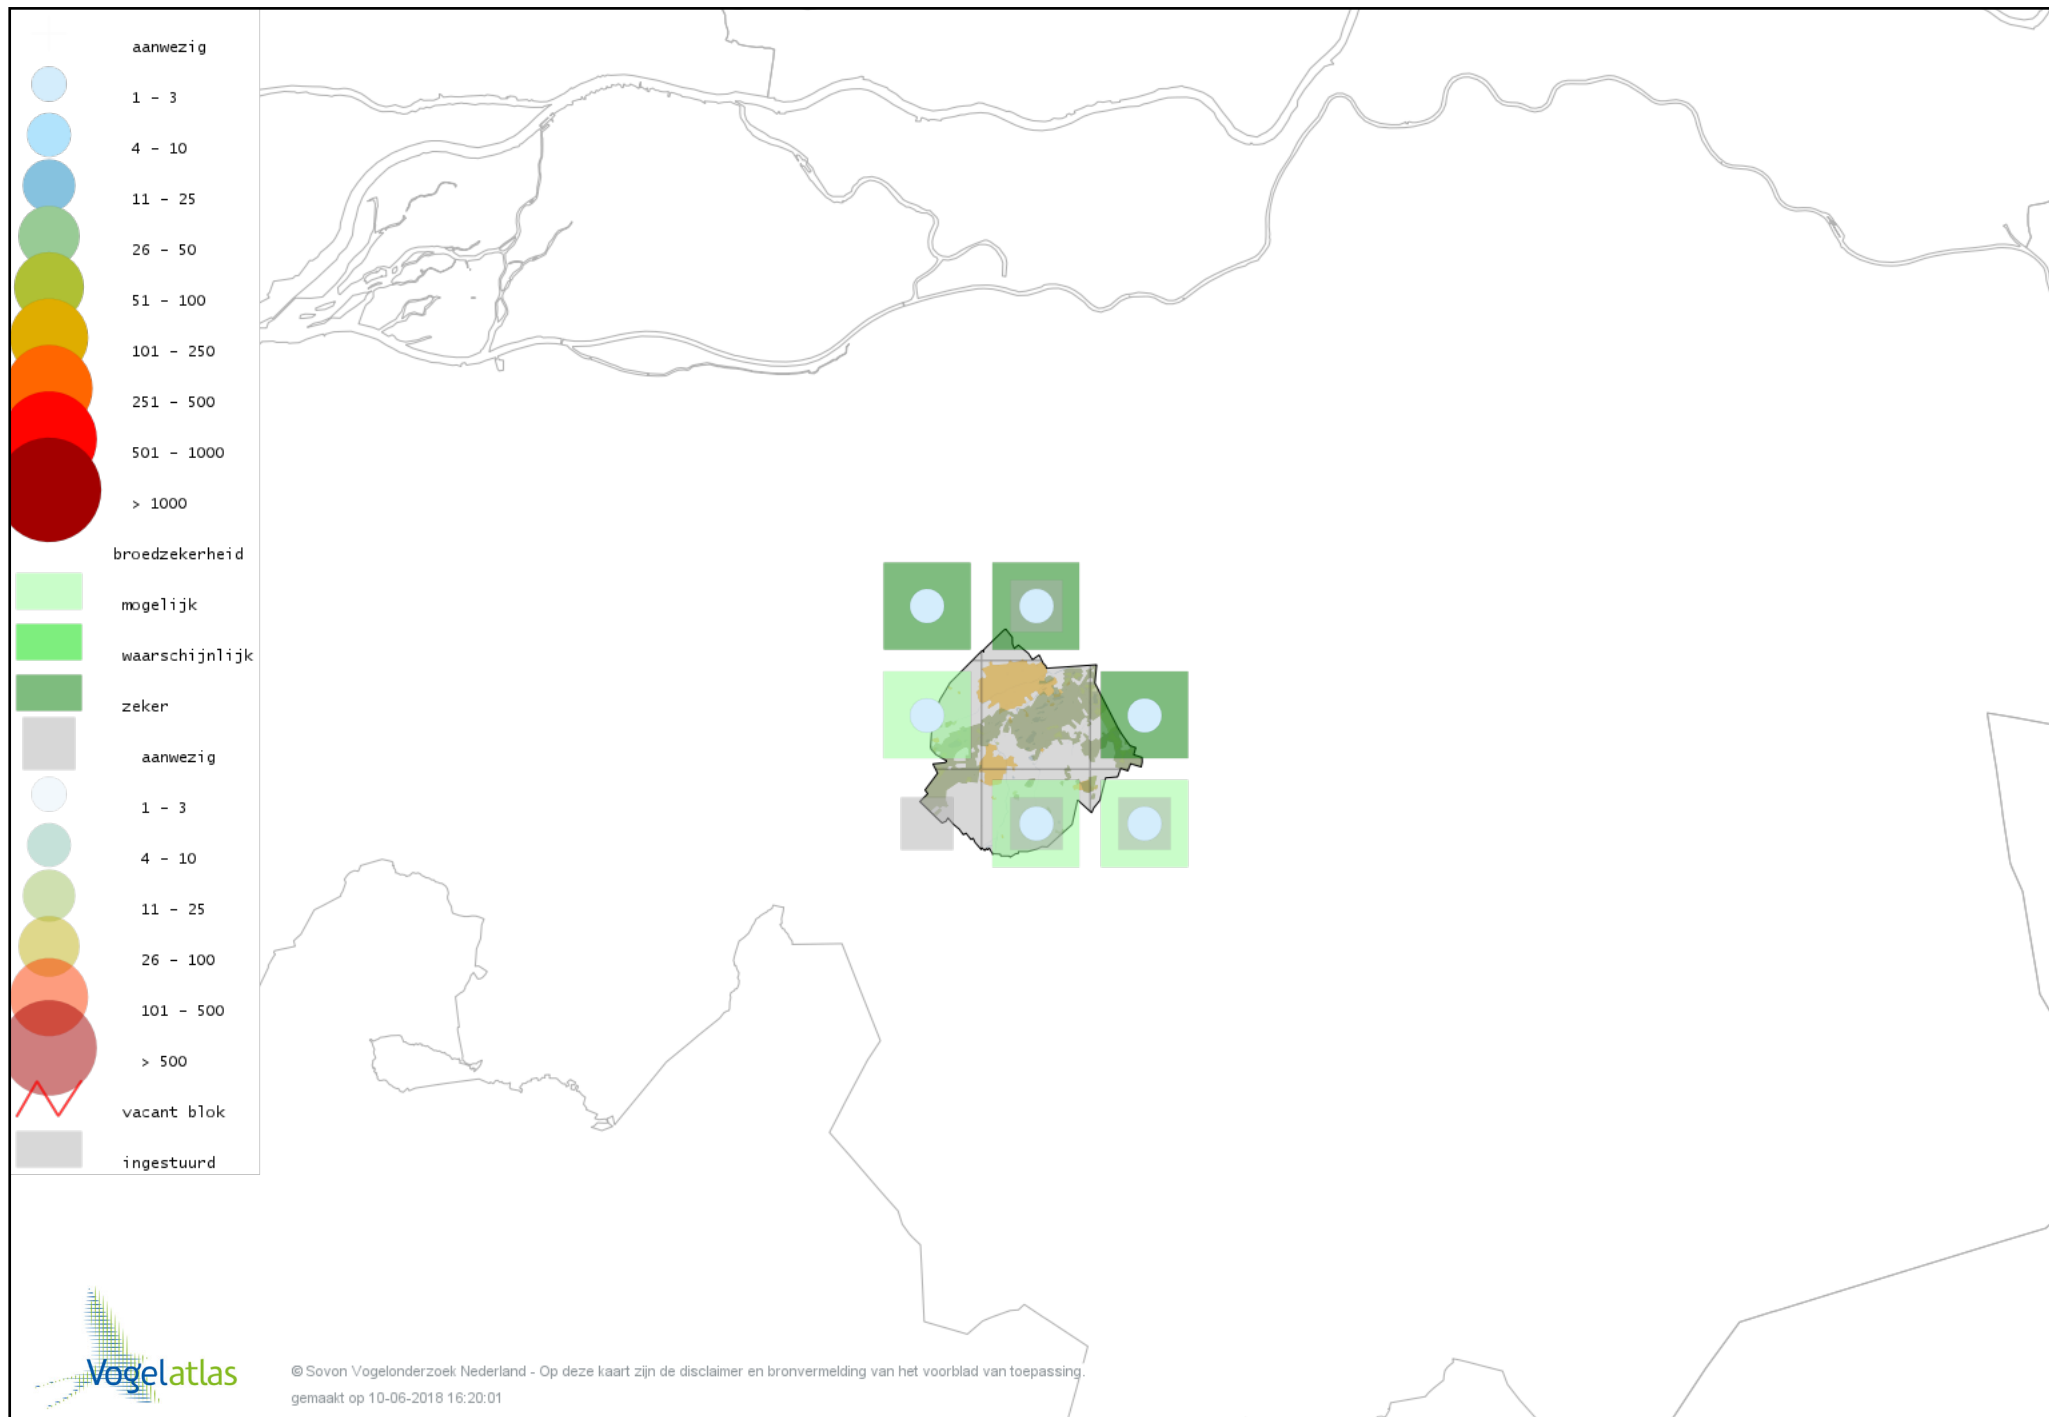 aanwezig
1 - 3
4 - 10
11 - 25
26 - 50
51 - 100
101 - 250
251 - 500
501 - 1000
> 1000
broedzekerheid
mogelijk
waarschijnlijk
zeker
aanwezig
1 - 3
4 - 10
11 - 25
26 - 100
101 - 500
> 500
vacant blok
ingestuurd
Vogelatlas
© Sovon Vogelonderzoek Nederland - Op deze kaart zijn de disclaimer en bronvermelding van het voorblad van toepassing.
gemaakt op 10-06-2018 16:20:01